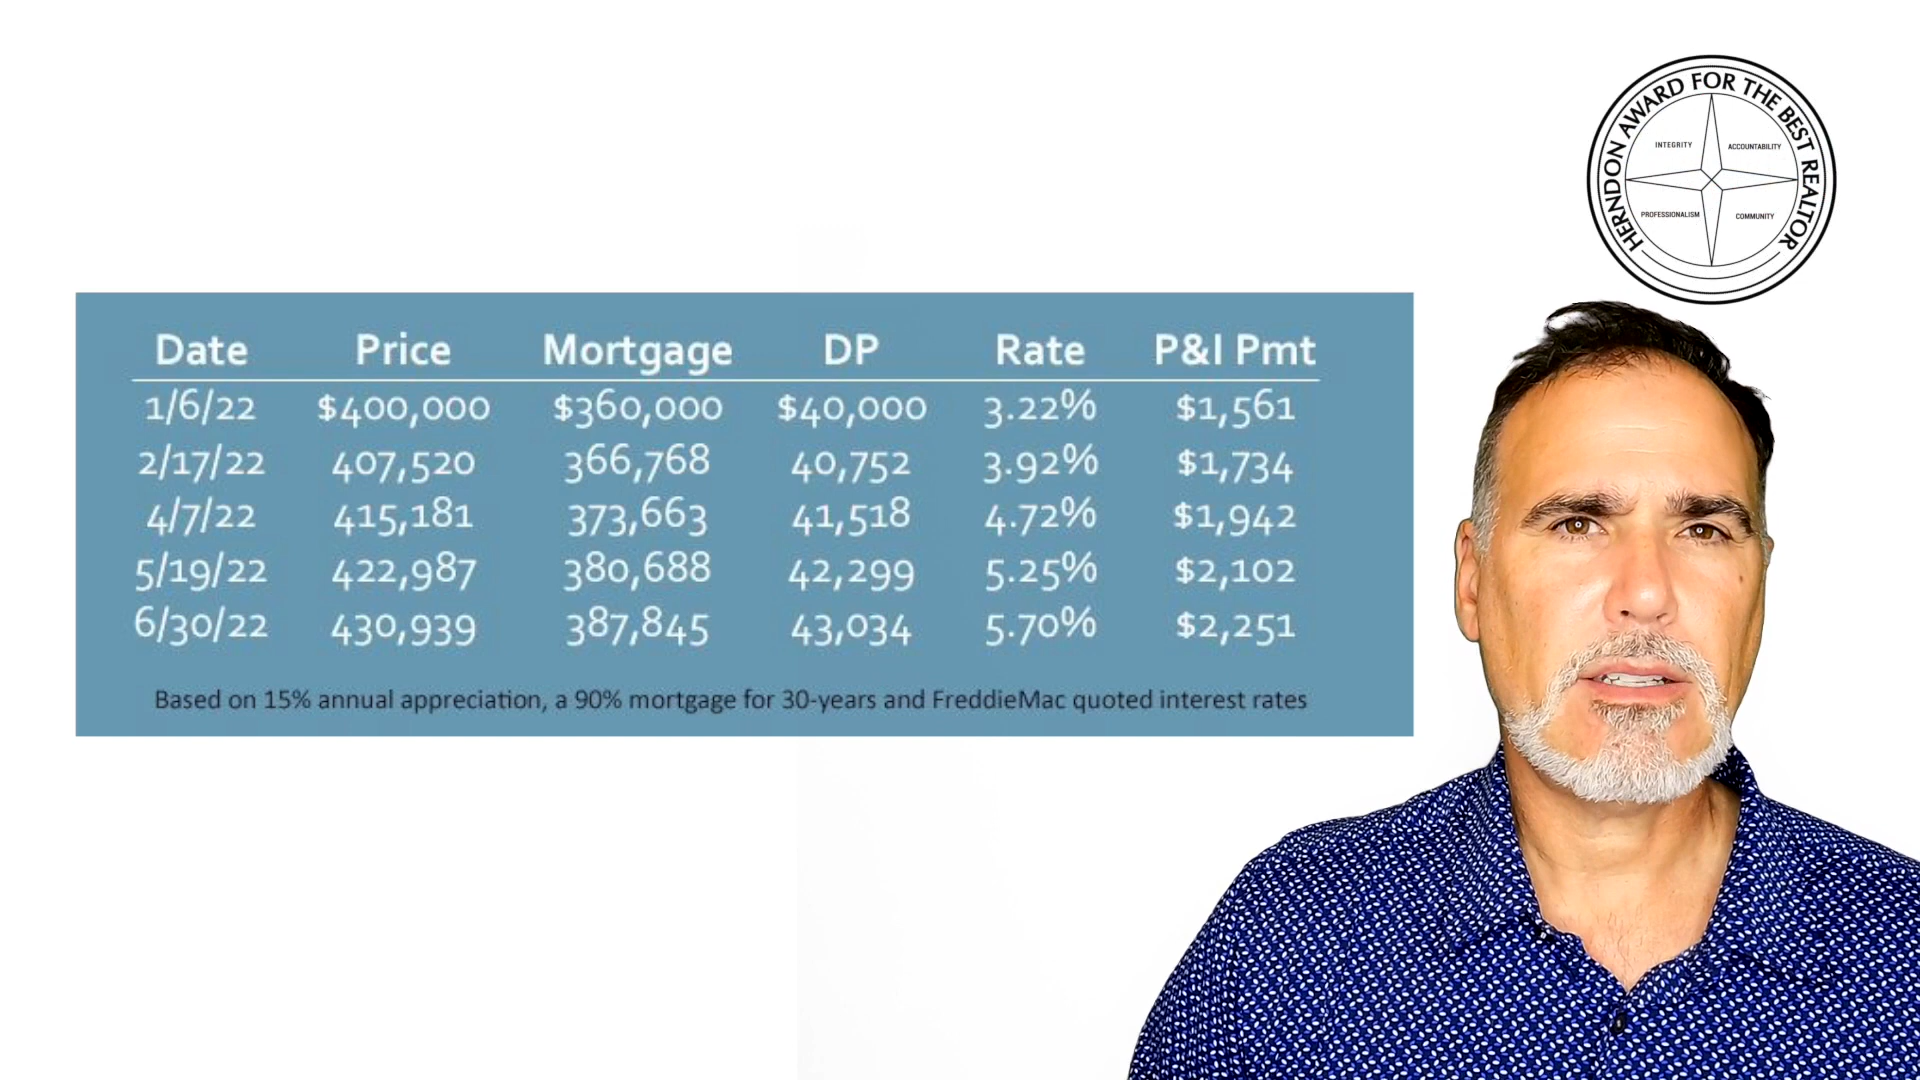 Date Price Mortgage DP Rate P&I Pmt
1/6/22 $400,000 $360,000 $40,000 3.22% $1,561
2/17/22 407,520 366,768 40,752 3.92% $1,734
4/7/22 415,181 373,663 41,518 4.72% $1,942
5/19/22 422,987 380,688 42,299 5.25% $2,102
6/30/22 430,939 387,845 43,034 5.70% $2,251
Based on 15% annual appreciation, a 90% mortgage for 30-years and FreddieMac quoted interest rates
HERNDON AWARD FOR THE BEST REALTOR
INTEGRITY ACCOUNTABILITY
PROFESSIONALISM COMMUNITY